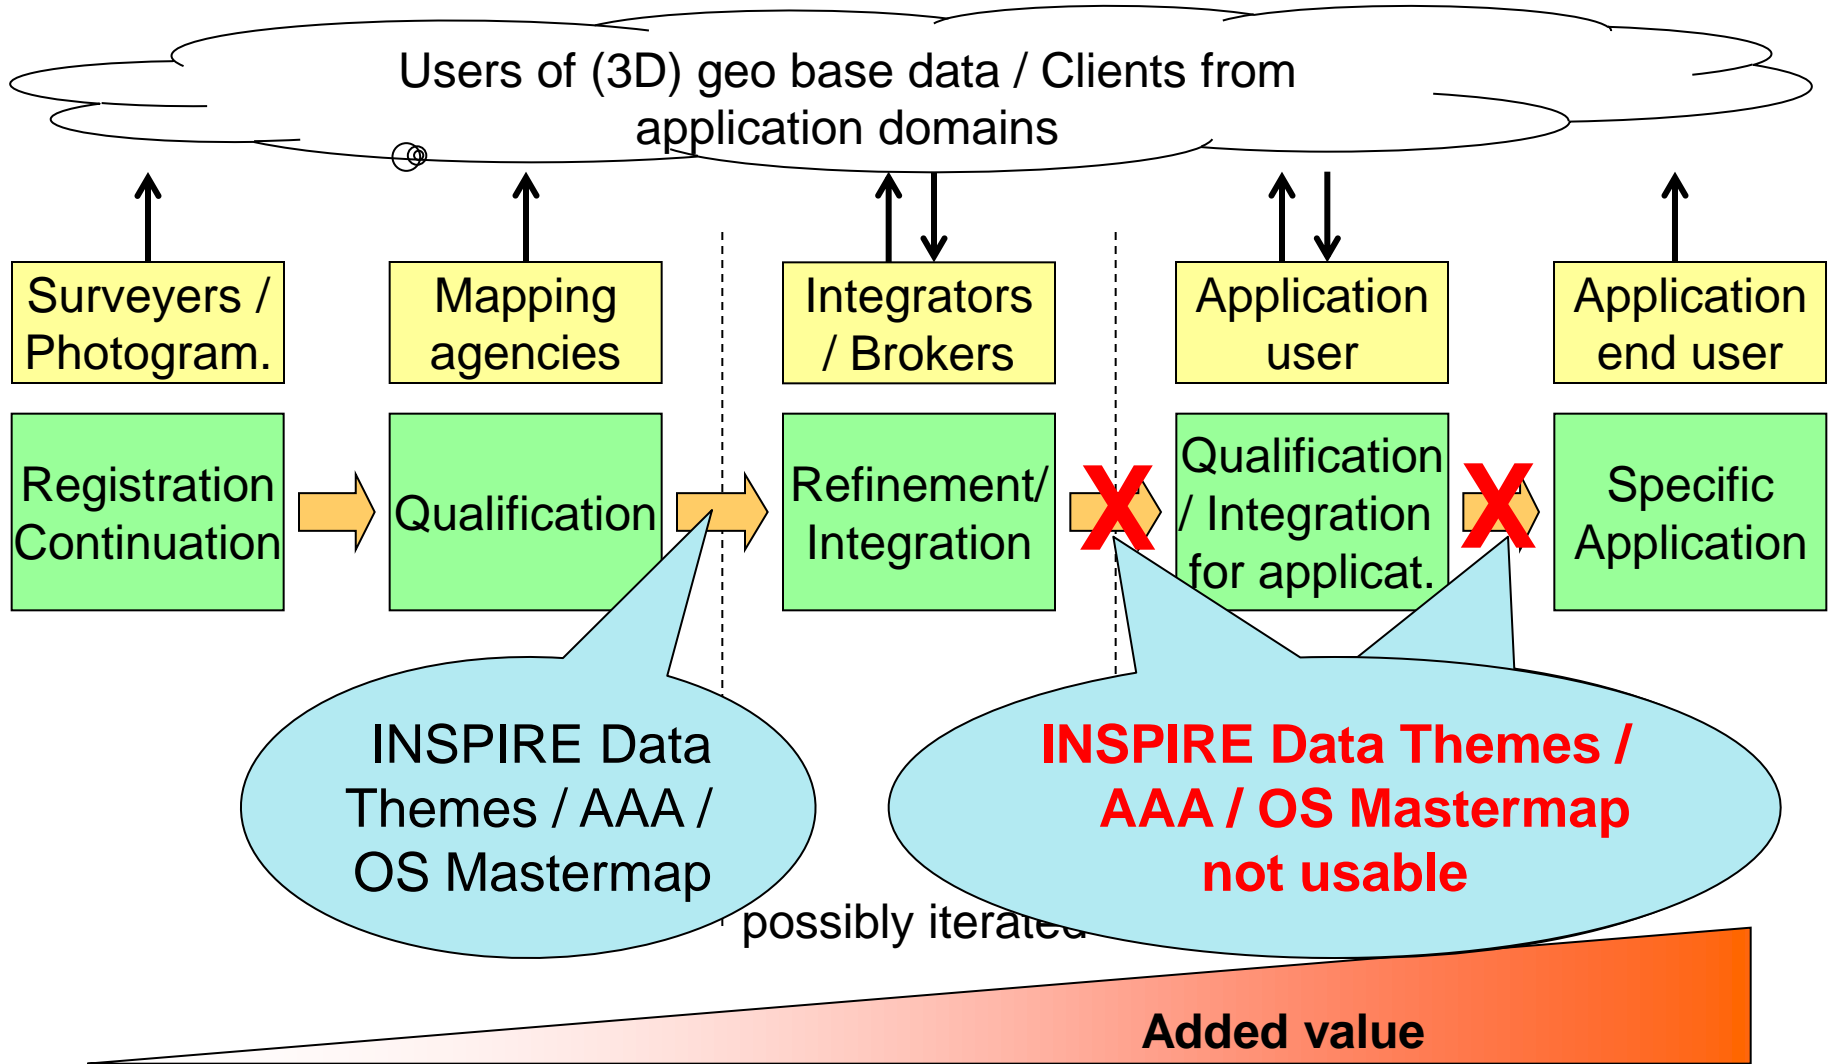 Users of (3D) geo base data / Clients from
application domains
Surveyers /
Photogram.
Mapping
agencies
Integrators
/ Brokers
Application
user
Application
end user
Registration
Continuation
Qualification
Refinement/
Integration
X
Qualification
/ Integration
for applicat.
X
Specific
Application
INSPIRE Data
Themes / AAA /
OS Mastermap
INSPIRE Data Themes /
AAA / OS Mastermap
not usable
possibly iterated
Added value